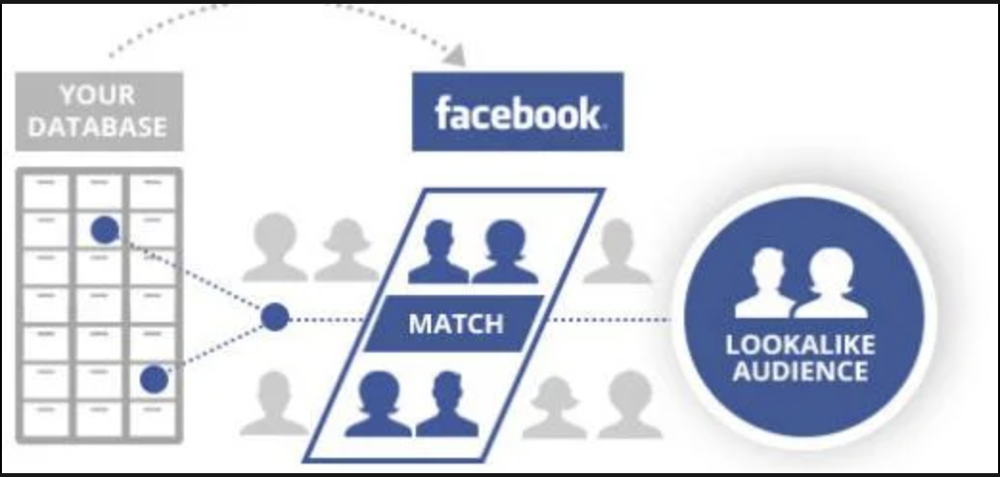 YOUR
DATABASE
facebook
MATCH
LOOKALIKE
AUDIENCE